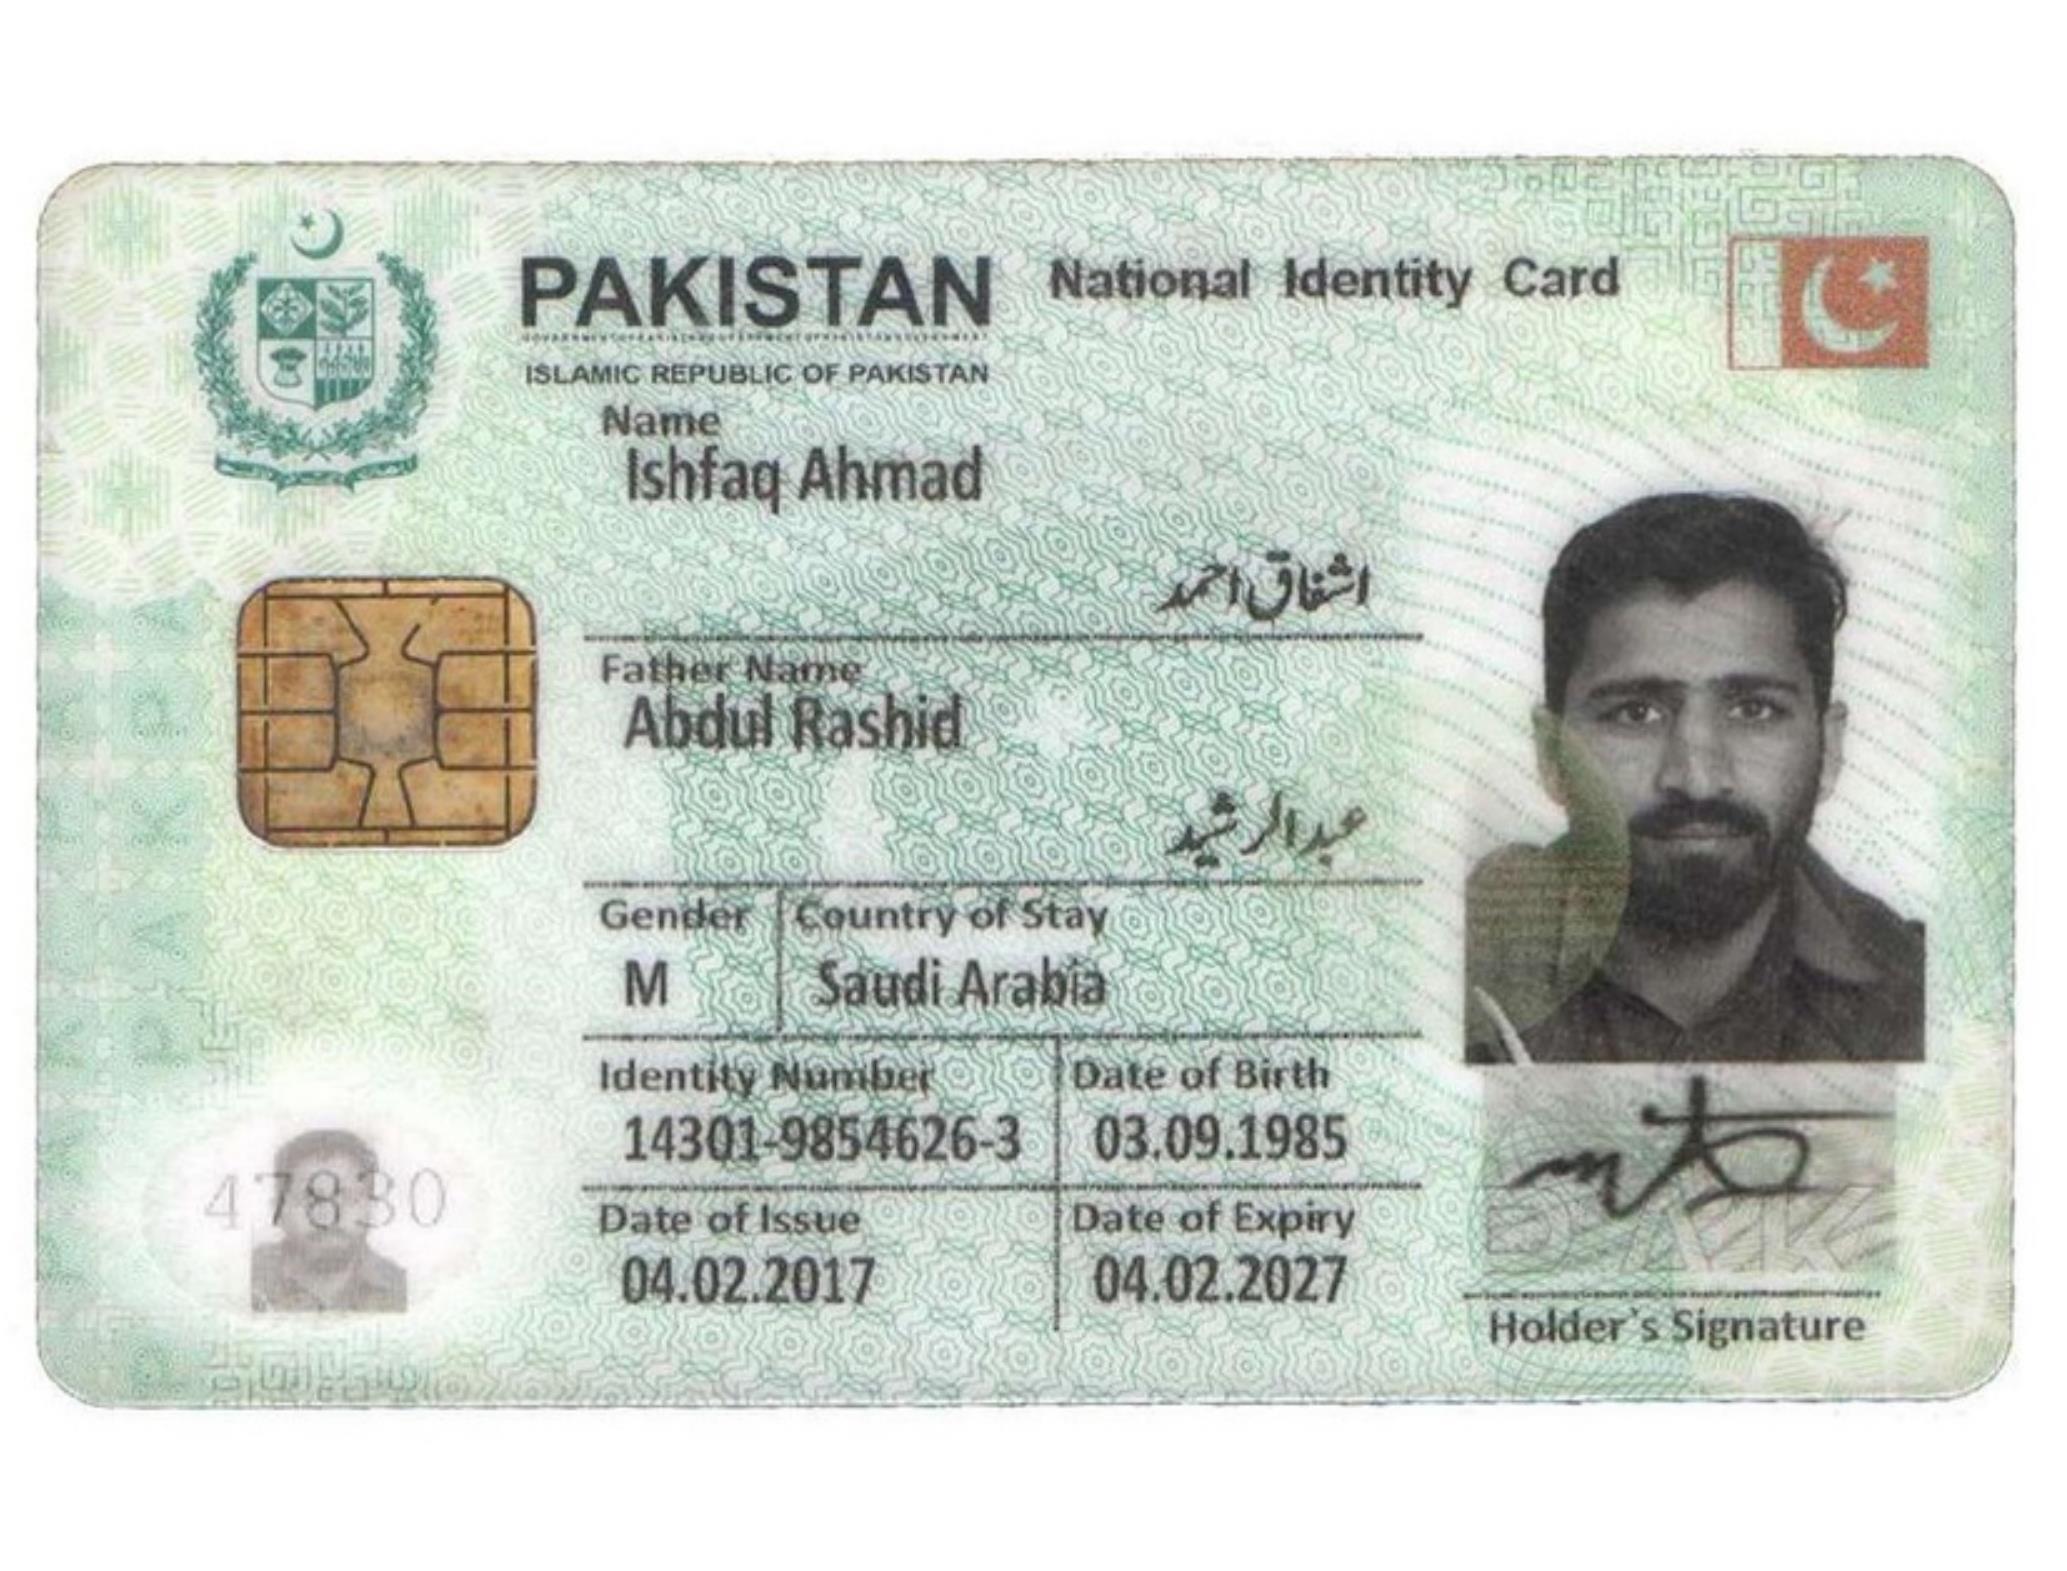 PAKISTAN National Identity Card
ISLAMIC REPUBLIC OF PAKISTAN
Name
Ishfaq Ahmad
اشفاق احمد
Father Name
Abdul Rashid
عبدالرشید
Gender Country of Stay
M Saudi Arabia
Identity Number Date of Birth
14301-9854626-3 03.09.1985
Date of Issue Date of Expiry
04.02.2017 04.02.2027
47830
Holder's Signature